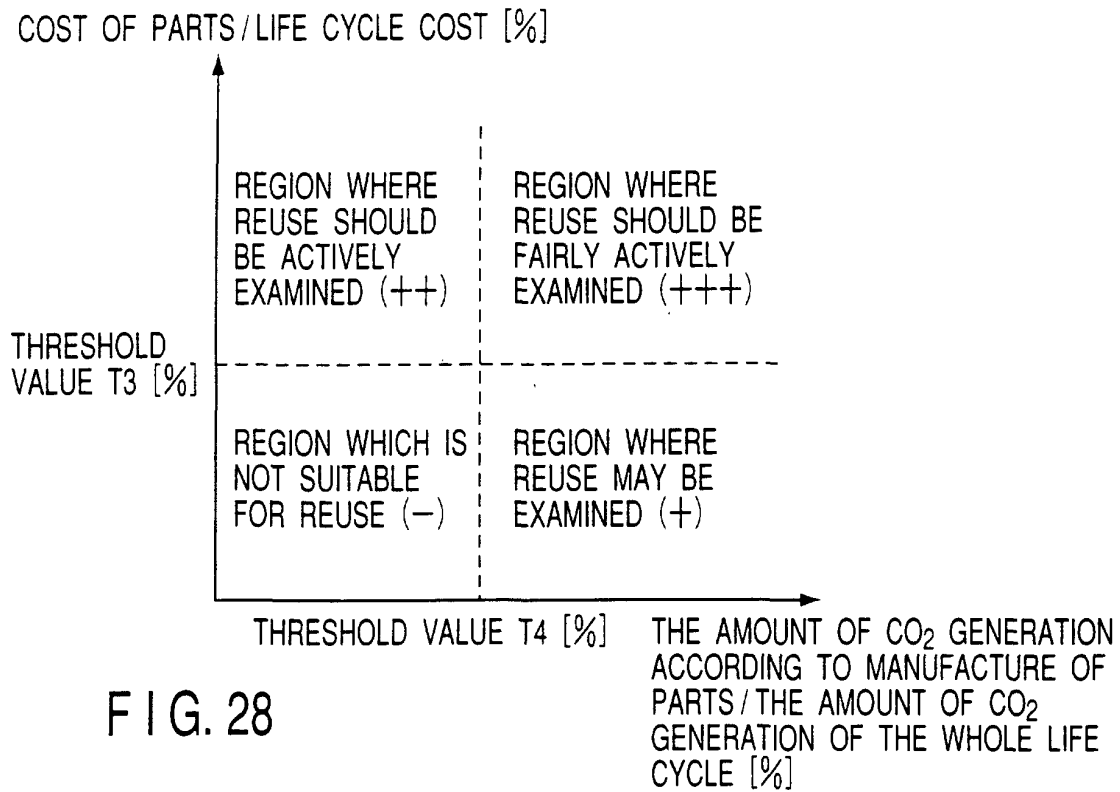 COST OF PARTS/LIFE CYCLE COST [%]
REGION WHERE
REUSE SHOULD
BE ACTIVELY
EXAMINED (++)
REGION WHERE
REUSE SHOULD BE
FAIRLY ACTIVELY
EXAMINED (+++)
THRESHOLD
VALUE T3 [%]
REGION WHICH IS
NOT SUITABLE
FOR REUSE (−)
REGION WHERE
REUSE MAY BE
EXAMINED (+)
THRESHOLD VALUE T4 [%]
THE AMOUNT OF CO₂ GENERATION
ACCORDING TO MANUFACTURE OF
PARTS/THE AMOUNT OF CO₂
GENERATION OF THE WHOLE LIFE
CYCLE [%]
FIG. 28